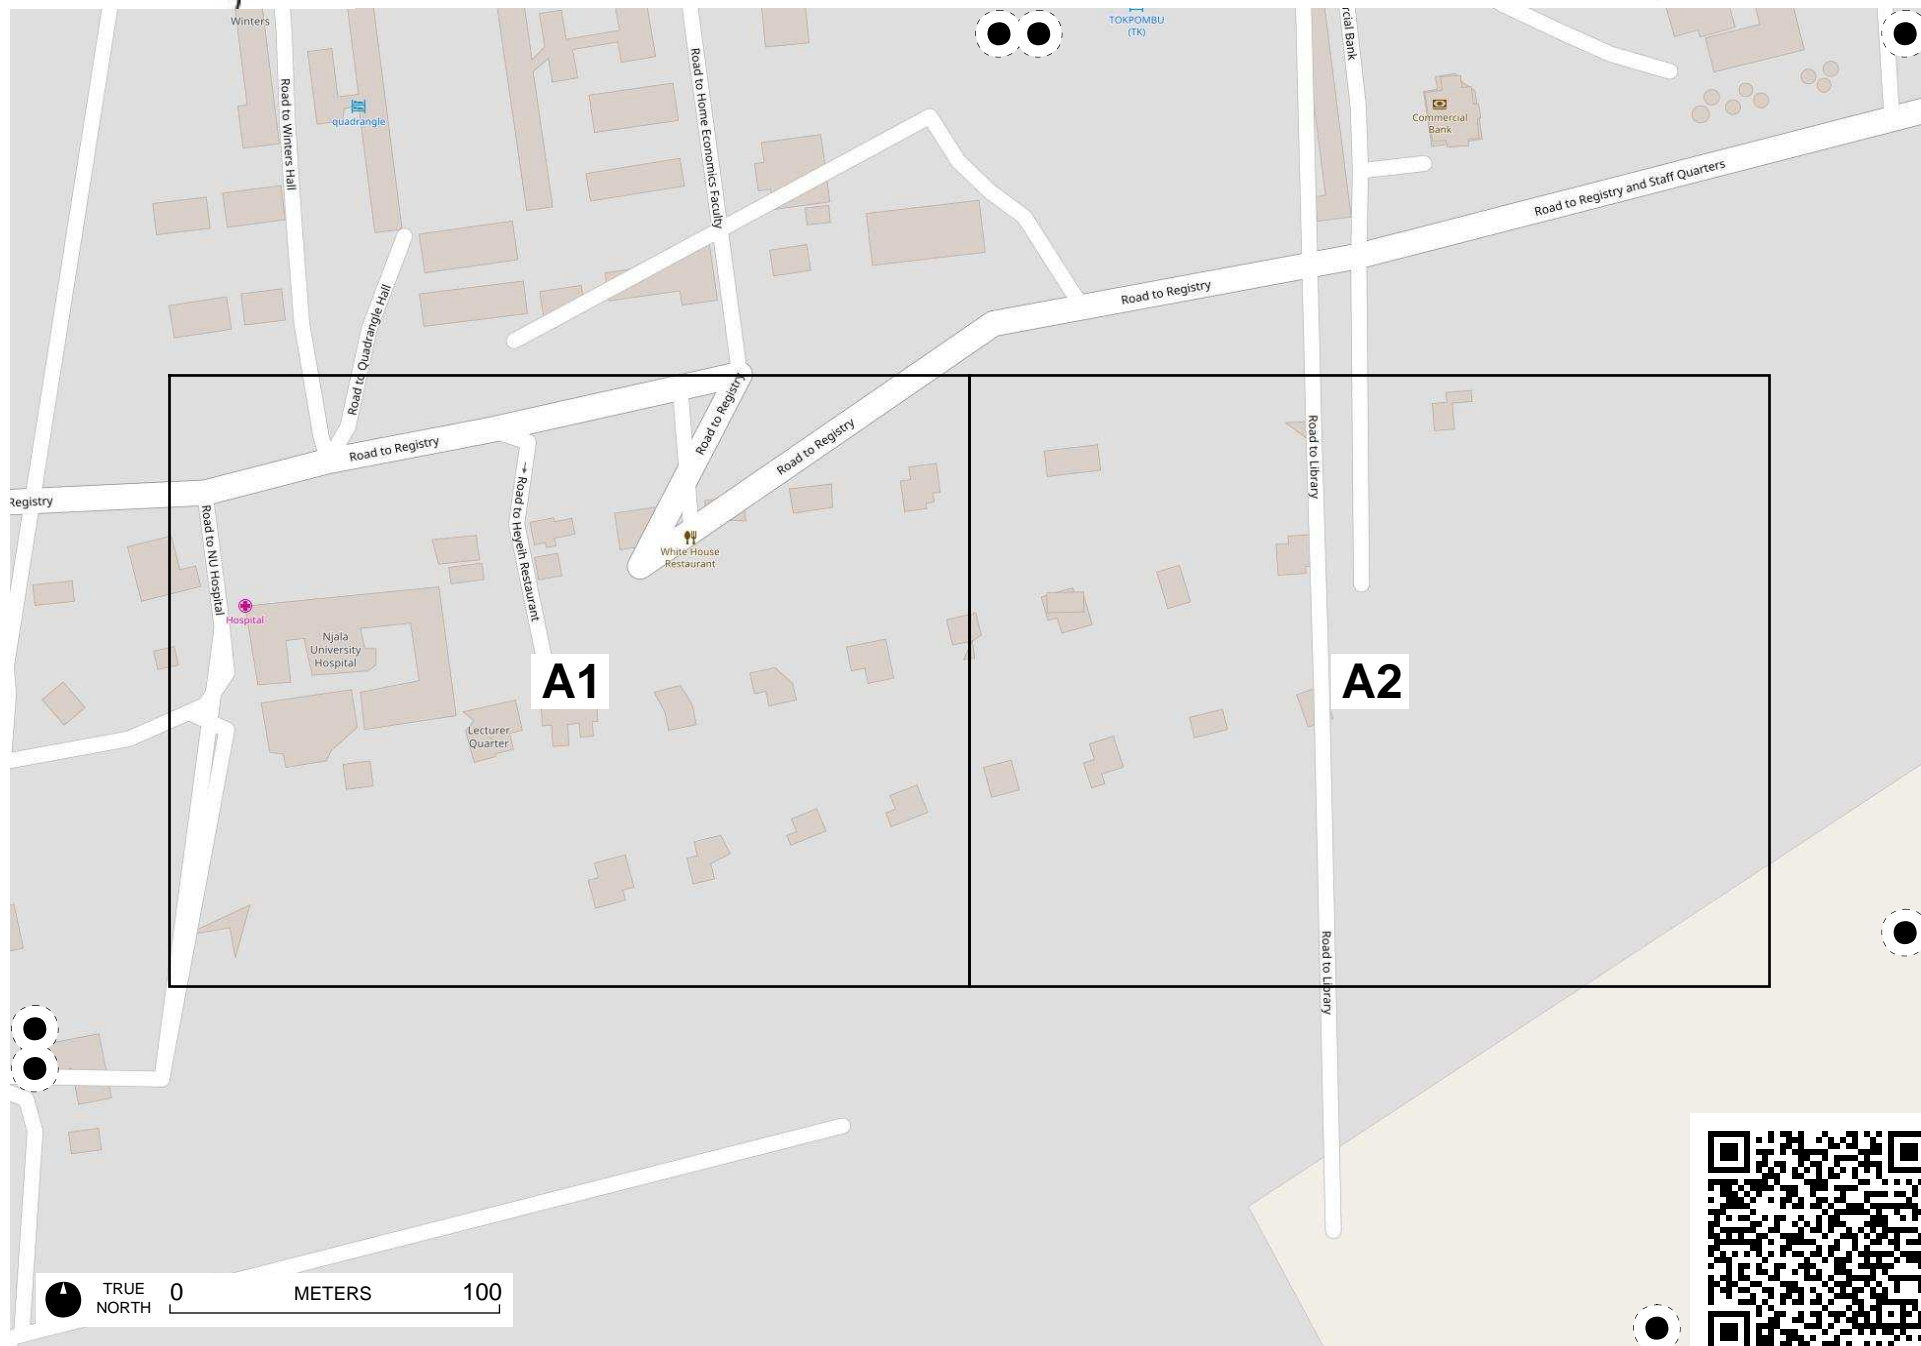 Winters
TOKPOMBU
(TK)
rcial Bank
Road to Winters Hall
quadrangle
Road to Home Economics Faculty
Commercial
Bank
Road to Registry and Staff Quarters
Road to Registry
Road to Quadrangle Hall
Road to Registry
Road to Registry
Road to Registry
Road to Library
Registry
Road to NU Hospital
Road to Heyeih Restaurant
White House
Restaurant
Hospital
Njala
University
Hospital
A1
A2
Lecturer
Quarter
Road to Library
TRUE
NORTH
0 METERS 100